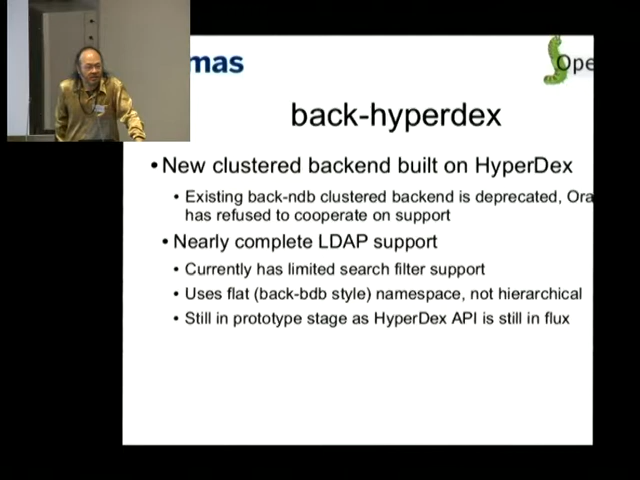 mas
Ope
back-hyperdex
•New clustered backend built on HyperDex
• Existing back-ndb clustered backend is deprecated, Ora
has refused to cooperate on support
• Nearly complete LDAP support
• Currently has limited search filter support
• Uses flat (back-bdb style) namespace, not hierarchical
• Still in prototype stage as HyperDex API is still in flux